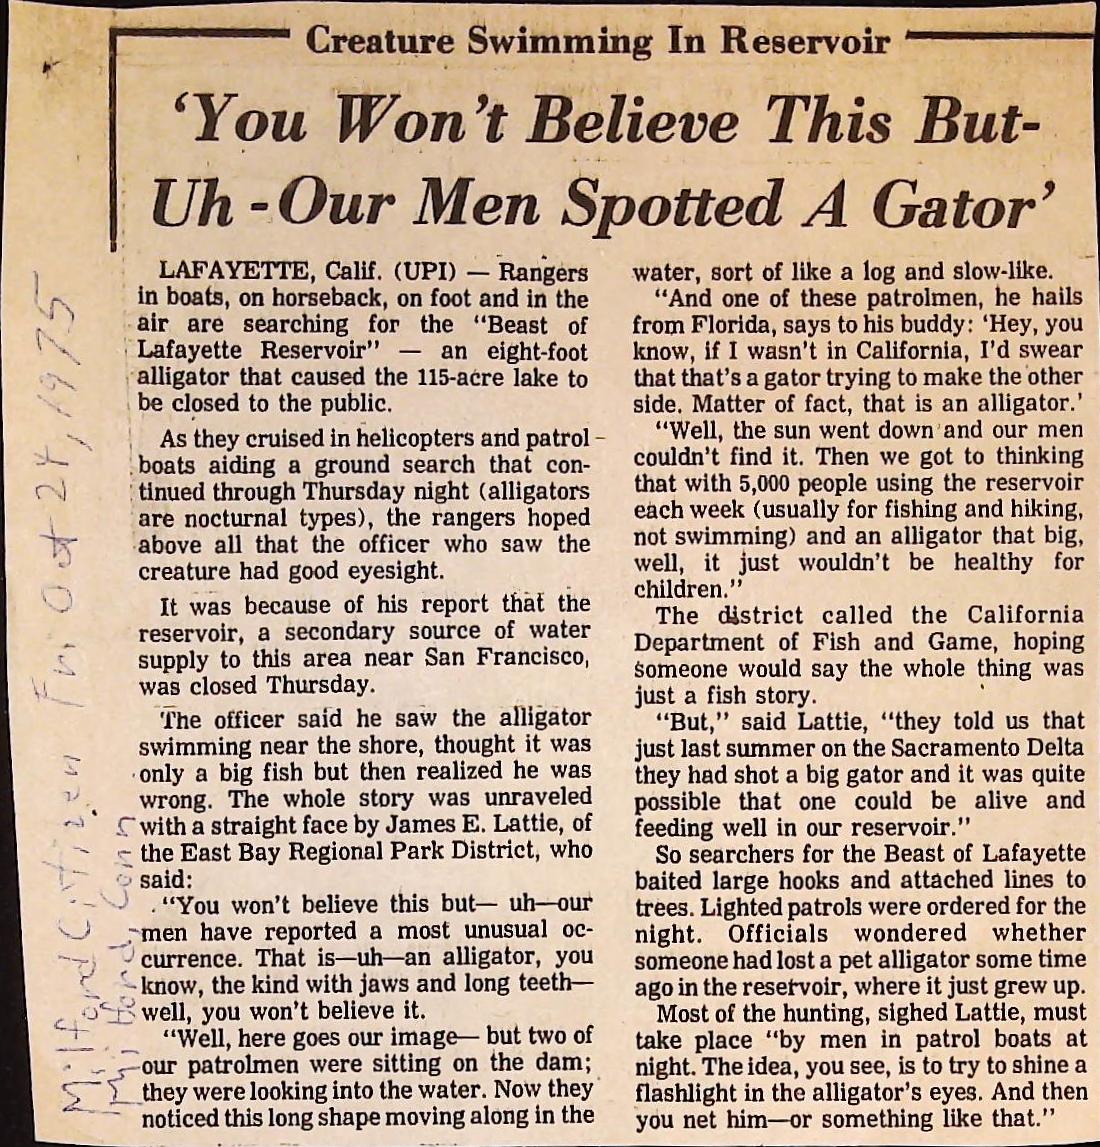 Creature Swimming In Reservoir
'You Won't Believe This But-
Uh - Our Men Spotted A Gator'
LAFAYETTE, Calif. (UPI) — Rangers
in boats, on horseback, on foot and in the
air are searching for the "Beast of
Lafayette Reservoir" — an eight-foot
alligator that caused the 115-acre lake to
be closed to the public.
As they cruised in helicopters and patrol-
boats aiding a ground search that con-
tinued through Thursday night (alligators
are nocturnal types), the rangers hoped
above all that the officer who saw the
creature had good eyesight.
It was because of his report that the
reservoir, a secondary source of water
supply to this area near San Francisco,
was closed Thursday.
The officer said he saw the alligator
swimming near the shore, thought it was
only a big fish but then realized he was
wrong. The whole story was unraveled
with a straight face by James E. Lattie, of
the East Bay Regional Park District, who
said:
"You won't believe this but— uh—our
men have reported a most unusual oc-
currence. That is—uh—an alligator, you
know, the kind with jaws and long teeth—
well, you won't believe it.
"Well, here goes our image— but two of
our patrolmen were sitting on the dam;
they were looking into the water. Now they
noticed this long shape moving along in the
water, sort of like a log and slow-like.
"And one of these patrolmen, he hails
from Florida, says to his buddy: 'Hey, you
know, if I wasn't in California, I'd swear
that that's a gator trying to make the other
side. Matter of fact, that is an alligator.'
"Well, the sun went down and our men
couldn't find it. Then we got to thinking
that with 5,000 people using the reservoir
each week (usually for fishing and hiking,
not swimming) and an alligator that big,
well, it just wouldn't be healthy for
children."
The district called the California
Department of Fish and Game, hoping
someone would say the whole thing was
just a fish story.
"But," said Lattie, "they told us that
just last summer on the Sacramento Delta
they had shot a big gator and it was quite
possible that one could be alive and
feeding well in our reservoir."
So searchers for the Beast of Lafayette
baited large hooks and attached lines to
trees. Lighted patrols were ordered for the
night. Officials wondered whether
someone had lost a pet alligator some time
ago in the reservoir, where it just grew up.
Most of the hunting, sighed Lattie, must
take place "by men in patrol boats at
night. The idea, you see, is to try to shine a
flashlight in the alligator's eyes. And then
you net him—or something like that."
Milford Citizen Fri Oct 24, 1975
Milford, Conn